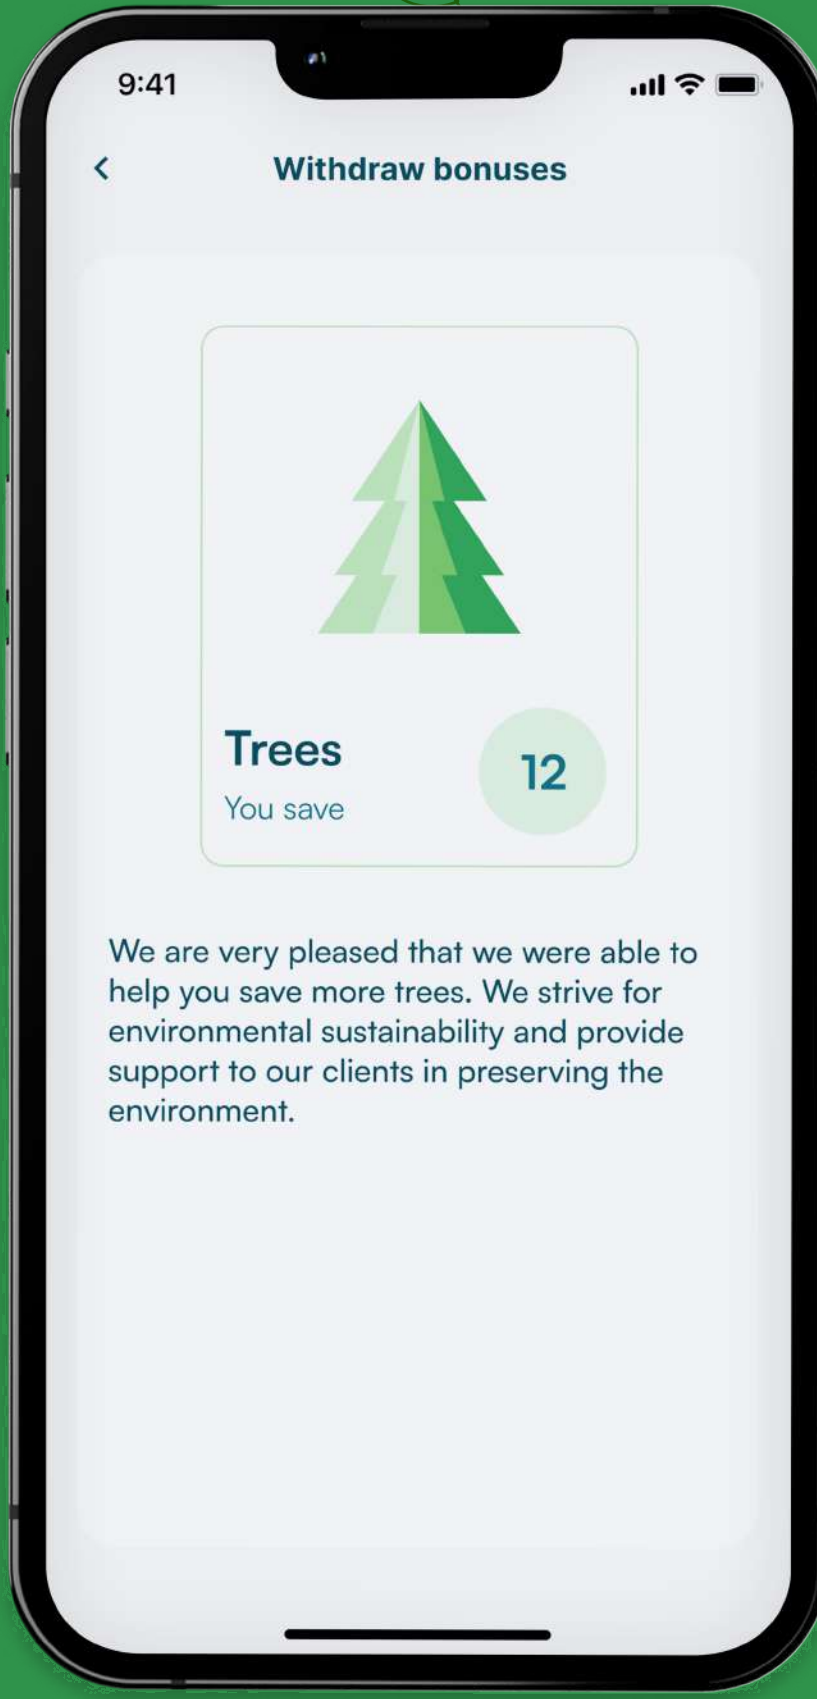 9:41
Withdraw bonuses
Trees
You save
12
We are very pleased that we were able to
help you save more trees. We strive for
environmental sustainability and provide
support to our clients in preserving the
environment.